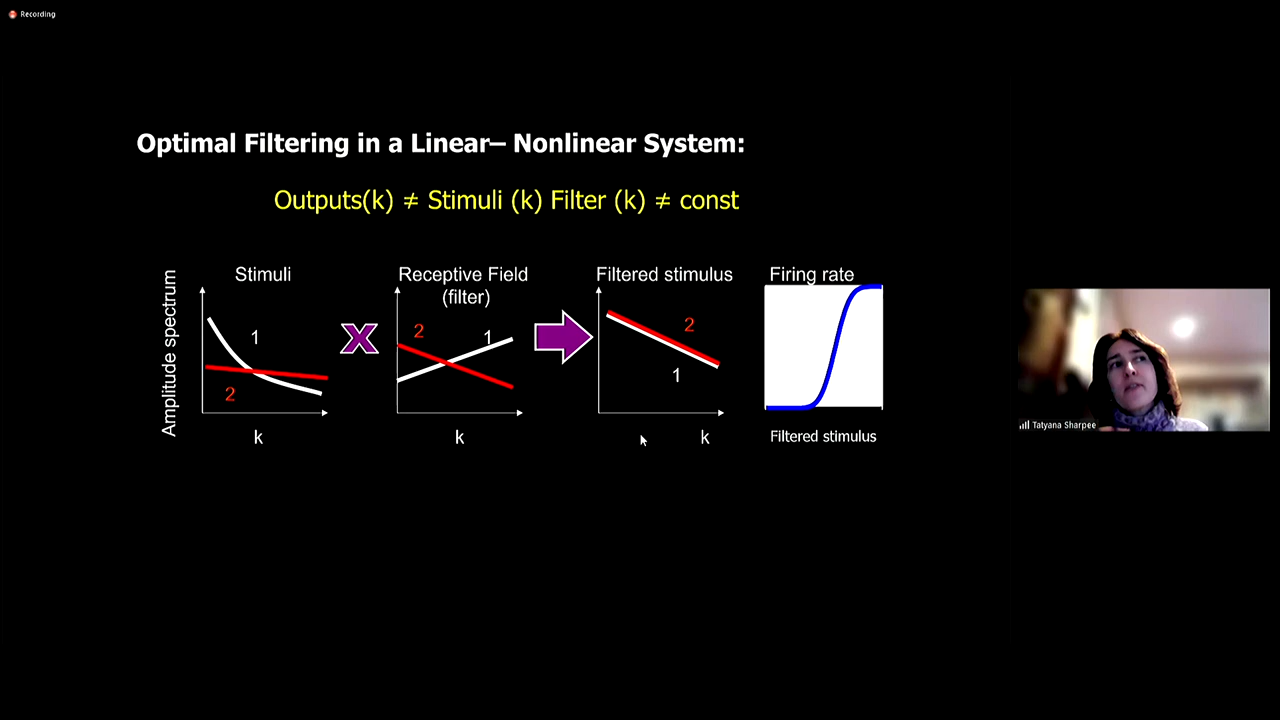 Recording
Optimal Filtering in a Linear– Nonlinear System:
Outputs(k) ≠ Stimuli (k) Filter (k) ≠ const
Amplitude spectrum
Stimuli
1
2
k
X
Receptive Field
(filter)
2
1
k
Filtered stimulus
2
1
k
Firing rate
Filtered stimulus
Tatyana Sharpee